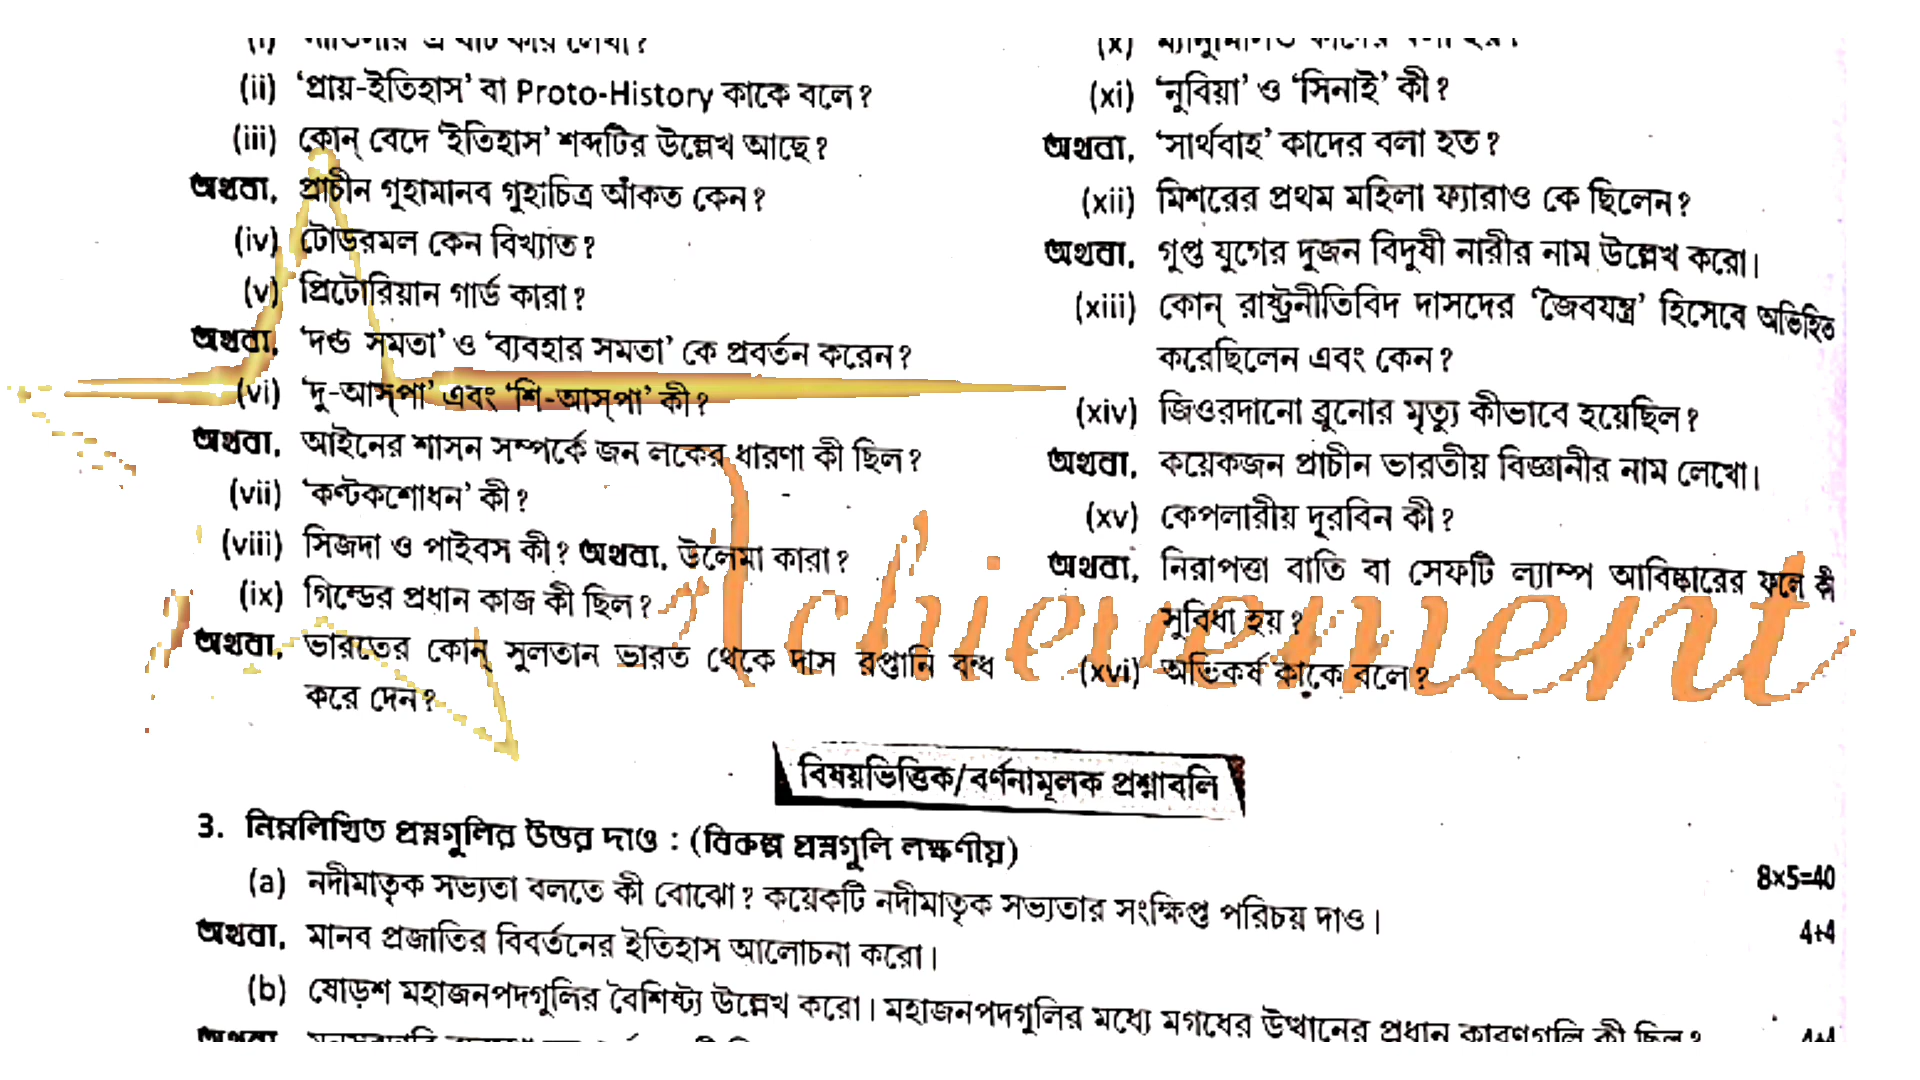 (ii) ‘প্রায়-ইতিহাস’ বা Proto-History কাকে বলে?
(iii) কোন্ বেদে ‘ইতিহাস’ শব্দটির উল্লেখ আছে?
অথবা, প্রাচীন গুহামানব গুহাচিত্র আঁকত কেন?
(iv) টোডরমল কেন বিখ্যাত?
(v) প্রিটোরিয়ান গার্ড কারা?
অথবা, ‘দণ্ড সমতা’ ও ‘ব্যবহার সমতা’ কে প্রবর্তন করেন?
(vi) ‘দু-আস্‌পা’ এবং ‘শি-আস্‌পা’ কী?
অথবা, আইনের শাসন সম্পর্কে জন লকের ধারণা কী ছিল?
(vii) ‘কণ্টকশোধন’ কী?
(viii) সিজদা ও পাইবস কী? অথবা, উলেমা কারা?
(ix) গিল্ডের প্রধান কাজ কী ছিল?
অথবা, ভারতের কোন্ সুলতান ভারত থেকে দাস রপ্তানি বন্ধ
করে দেন?
(x)
(xi) ‘নুবিয়া’ ও ‘সিনাই’ কী?
অথবা, ‘সার্থবাহ’ কাদের বলা হত?
(xii) মিশরের প্রথম মহিলা ফ্যারাও কে ছিলেন?
অথবা, গুপ্ত যুগের দুজন বিদুষী নারীর নাম উল্লেখ করো।
(xiii) কোন্ রাষ্ট্রনীতিবিদ দাসদের ‘জৈবযন্ত্র’ হিসেবে অভিহিত
করেছিলেন এবং কেন?
(xiv) জিওরদানো ব্রুনোর মৃত্যু কীভাবে হয়েছিল?
অথবা, কয়েকজন প্রাচীন ভারতীয় বিজ্ঞানীর নাম লেখো।
(xv) কেপলারীয় দূরবিন কী?
অথবা, নিরাপত্তা বাতি বা সেফটি ল্যাম্প আবিষ্কারের ফলে কী
সুবিধা হয়?
(xvi) অভিকর্ষ কাকে বলে?
Achievement
বিষয়ভিত্তিক/বর্ণনামূলক প্রশ্নাবলি
3. নিম্নলিখিত প্রশ্নগুলির উত্তর দাও : (বিকল্প প্রশ্নগুলি লক্ষণীয়) 8×5=40
(a) নদীমাতৃক সভ্যতা বলতে কী বোঝো? কয়েকটি নদীমাতৃক সভ্যতার সংক্ষিপ্ত পরিচয় দাও। 4+4
অথবা, মানব প্রজাতির বিবর্তনের ইতিহাস আলোচনা করো।
(b) ষোড়শ মহাজনপদগুলির বৈশিষ্ট্য উল্লেখ করো। মহাজনপদগুলির মধ্যে মগধের উত্থানের প্রধান কারণগুলি কী ছিল? 4+4
অথবা,